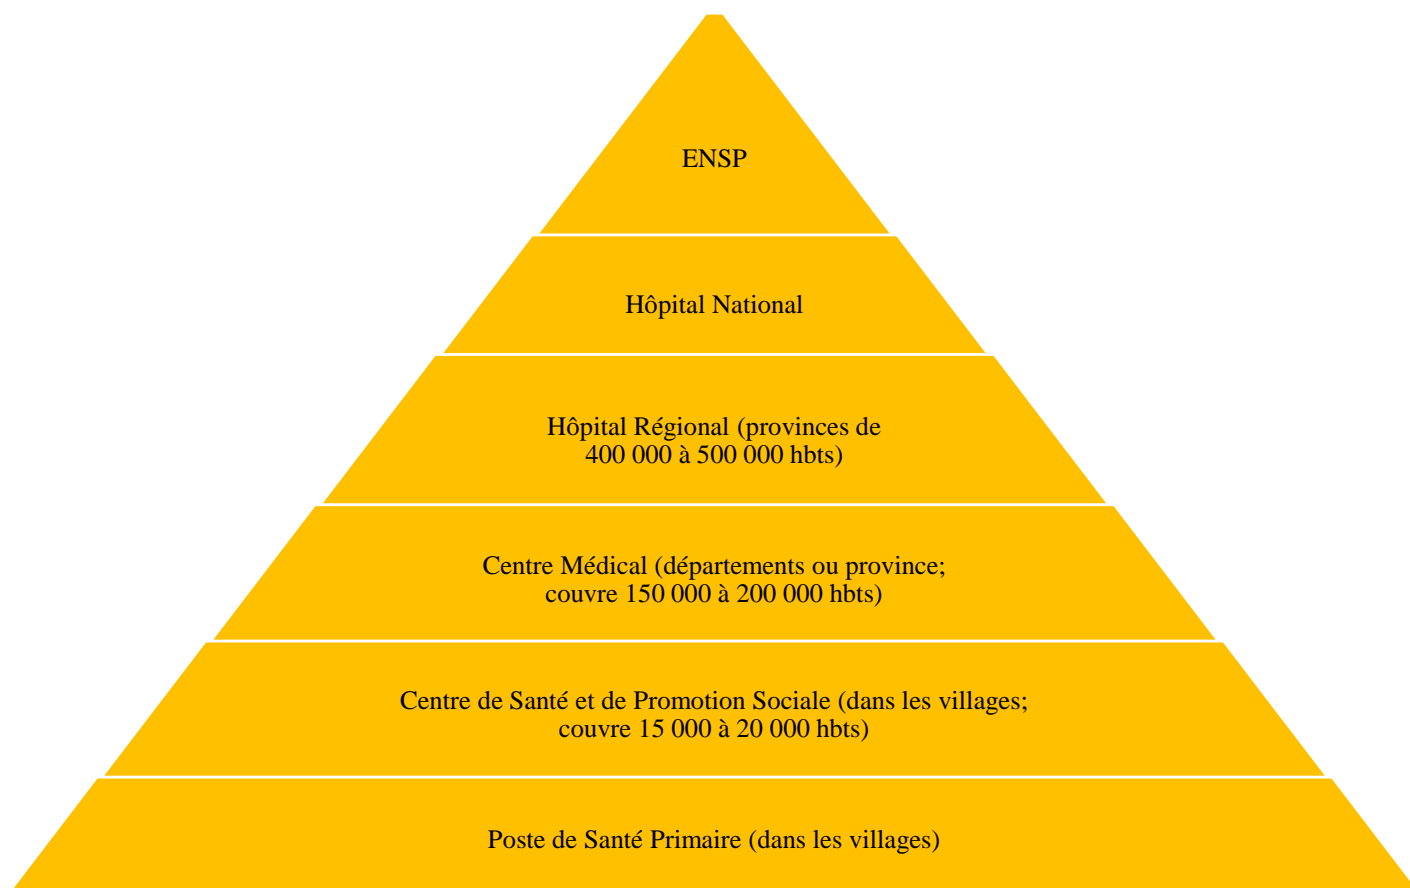 ENSP
Hôpital National
Hôpital Régional (provinces de
400 000 à 500 000 hbts)
Centre Médical (départements ou province;
couvre 150 000 à 200 000 hbts)
Centre de Santé et de Promotion Sociale (dans les villages;
couvre 15 000 à 20 000 hbts)
Poste de Santé Primaire (dans les villages)